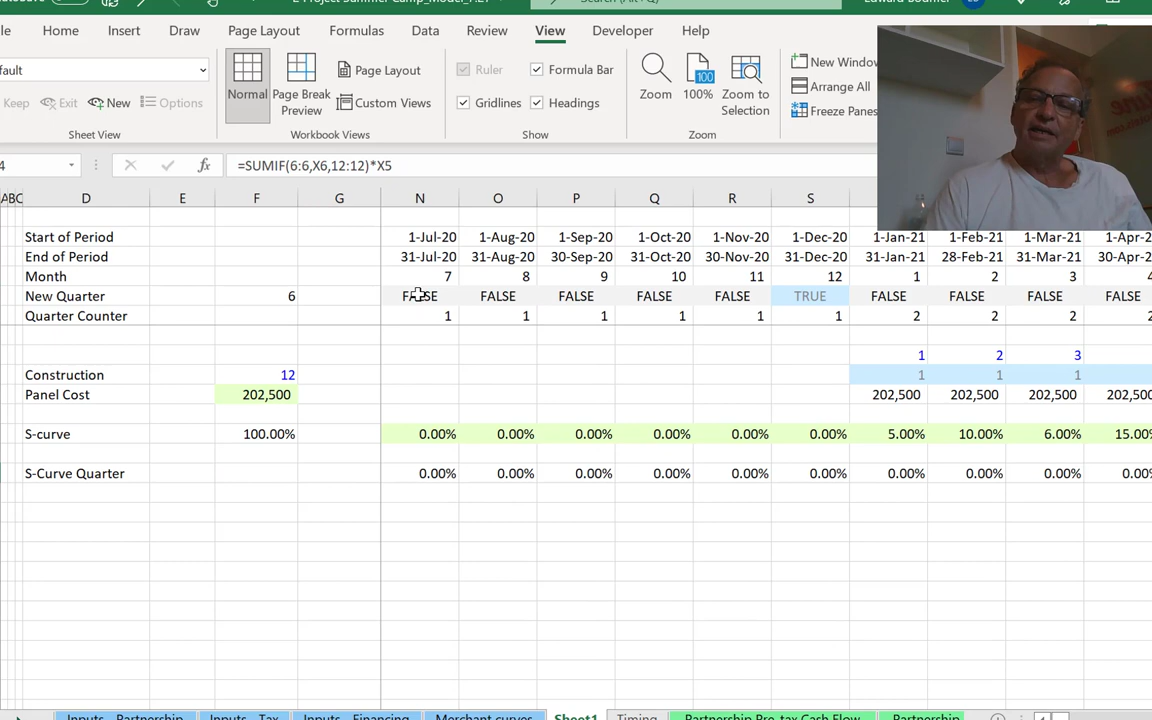 Home Insert Draw Page Layout Formulas Data Review View Developer Help
Normal Page Break Preview Page Layout Custom Views Ruler Formula Bar Gridlines Headings Zoom 100% Zoom to Selection New Window Arrange All Freeze Panes
Keep Exit New Options
Sheet View Workbook Views Show Zoom
=SUMIF(6:6,X6,12:12)*X5
A B C D E F G N O P Q R S
Start of Period 1-Jul-20 1-Aug-20 1-Sep-20 1-Oct-20 1-Nov-20 1-Dec-20 1-Jan-21 1-Feb-21 1-Mar-21
End of Period 31-Jul-20 31-Aug-20 30-Sep-20 31-Oct-20 30-Nov-20 31-Dec-20 31-Jan-21 28-Feb-21 31-Mar-21
Month 7 8 9 10 11 12 1 2 3 4
New Quarter 6 FALSE FALSE FALSE FALSE FALSE TRUE FALSE FALSE FALSE FALSE
Quarter Counter 1 1 1 1 1 1 2 2 2 2
1 2 3
Construction 12 1 1 1
Panel Cost 202,500 202,500 202,500 202,500 202,500
S-curve 100.00% 0.00% 0.00% 0.00% 0.00% 0.00% 0.00% 5.00% 10.00% 6.00% 15.00%
S-Curve Quarter 0.00% 0.00% 0.00% 0.00% 0.00% 0.00% 0.00% 0.00% 0.00% 0.00%
Inputs - Partnership Inputs - Tax Inputs - Financing Merchant curves Sheet1 Timing Partnership Pre-tax Cash Flow Partnership